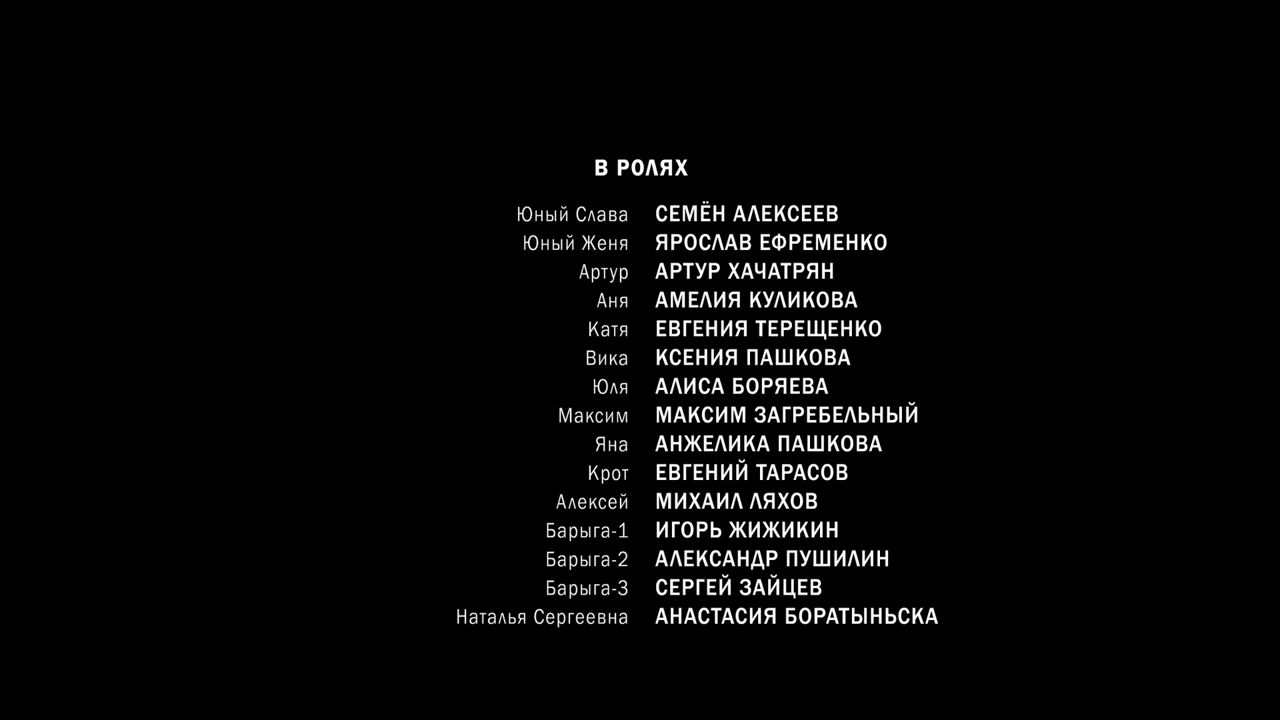 В РОЛЯХ
Юный Слава СЕМЁН АЛЕКСЕЕВ
Юный Женя ЯРОСЛАВ ЕФРЕМЕНКО
Артур АРТУР ХАЧАТРЯН
Аня АМЕЛИЯ КУЛИКОВА
Катя ЕВГЕНИЯ ТЕРЕЩЕНКО
Вика КСЕНИЯ ПАШКОВА
Юля АЛИСА БОРЯЕВА
Максим МАКСИМ ЗАГРЕБЕЛЬНЫЙ
Яна АНЖЕЛИКА ПАШКОВА
Крот ЕВГЕНИЙ ТАРАСОВ
Алексей МИХАИЛ ЛЯХОВ
Барыга-1 ИГОРЬ ЖИЖИКИН
Барыга-2 АЛЕКСАНДР ПУШИЛИН
Барыга-3 СЕРГЕЙ ЗАЙЦЕВ
Наталья Сергеевна АНАСТАСИЯ БОРАТЫНЬСКА